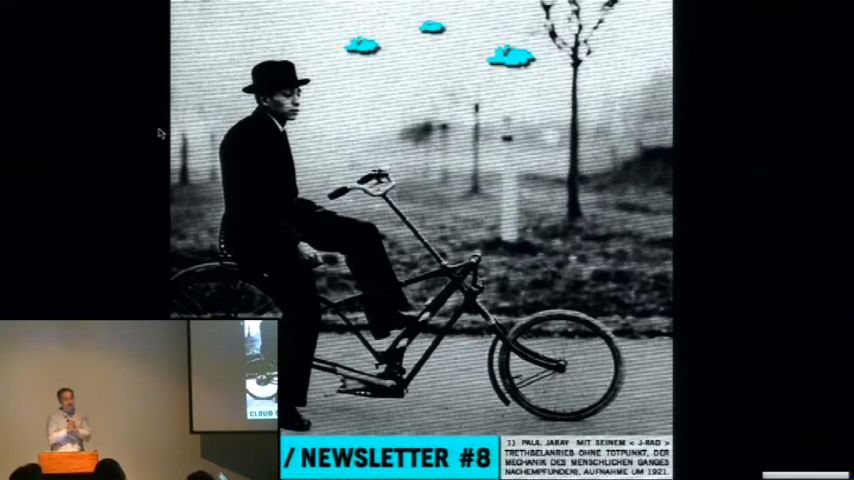 / NEWSLETTER #8
1) PAUL JARAY MIT SEINEM < J-RAD >
TRETHBELANRIEB OHNE TOTPUNKT, DER
MECHANIK DES MENSCHLICHEN GANGES
NACHEMPFUNDEN), AUFNAHME UM 1921.
CLOUD